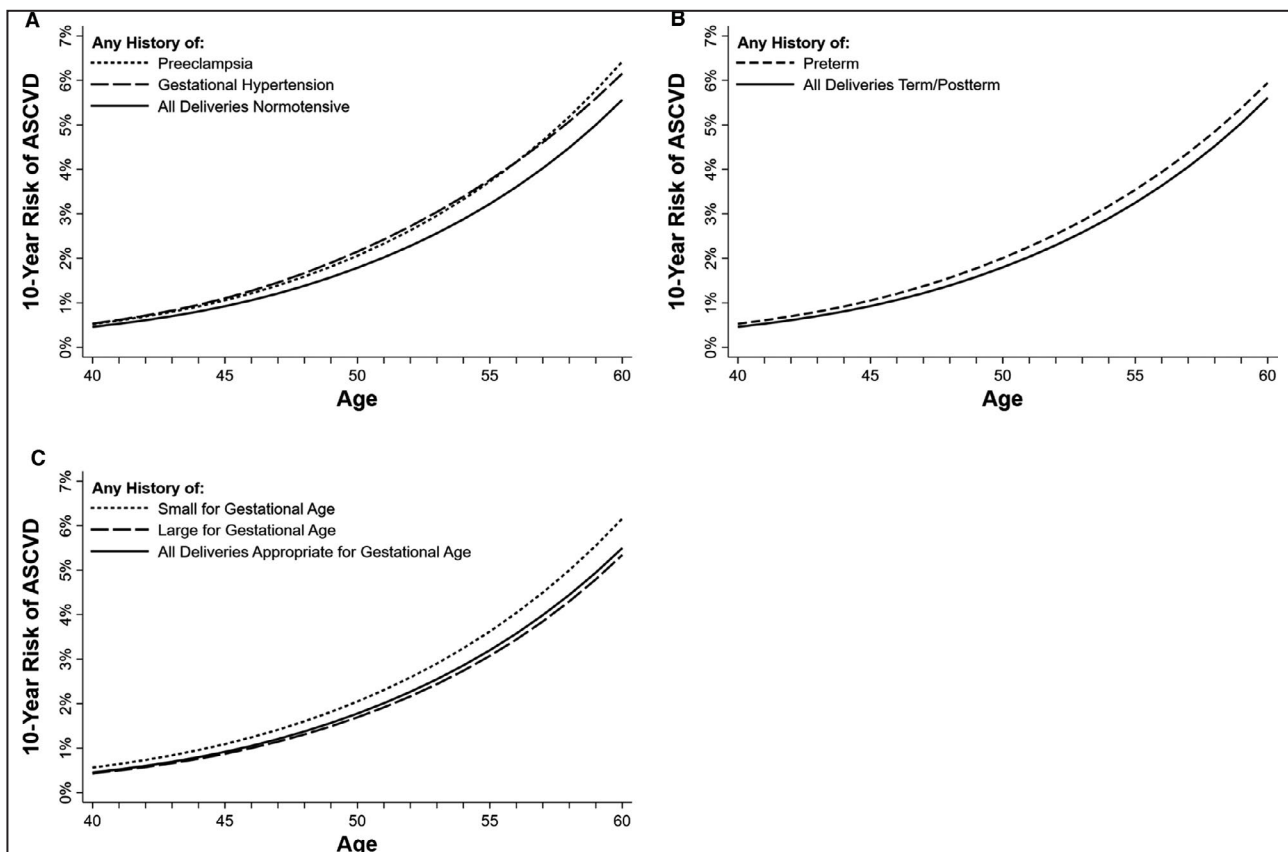 A
10-Year Risk of ASCVD
7%
6%
5%
4%
3%
2%
1%
0%
Any History of:
Preeclampsia
Gestational Hypertension
All Deliveries Normotensive
40
45
50
55
60
Age
B
10-Year Risk of ASCVD
7%
6%
5%
4%
3%
2%
1%
0%
Any History of:
Preterm
All Deliveries Term/Postterm
40
45
50
55
60
Age
C
10-Year Risk of ASCVD
7%
6%
5%
4%
3%
2%
1%
0%
Any History of:
Small for Gestational Age
Large for Gestational Age
All Deliveries Appropriate for Gestational Age
40
45
50
55
60
Age